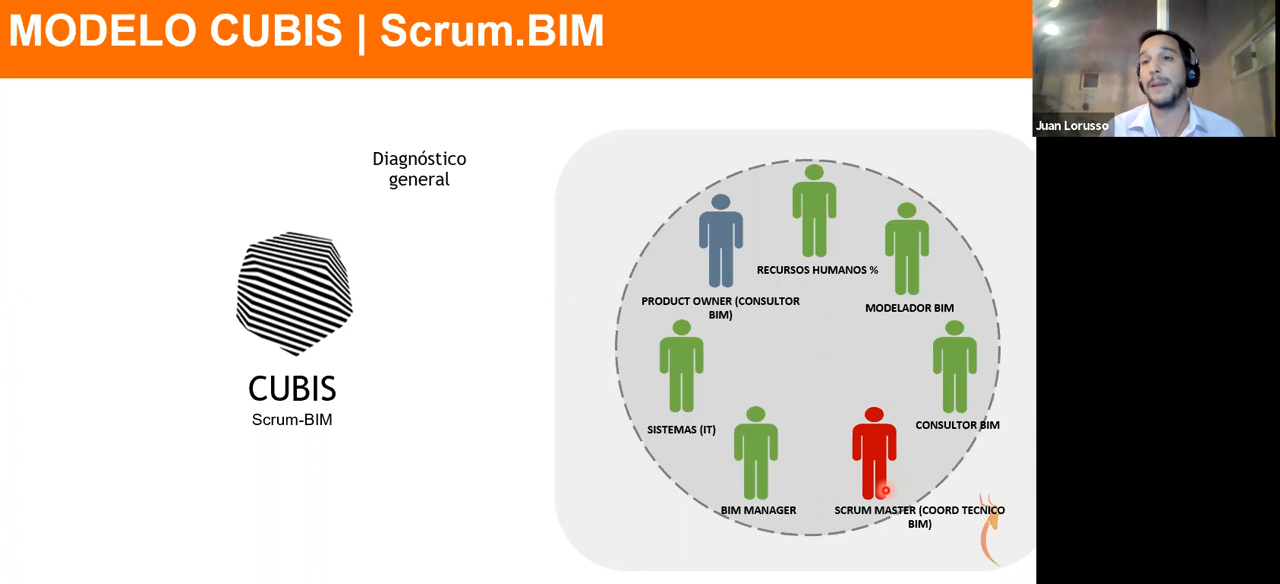 MODELO CUBIS | Scrum.BIM
Juan Lorusso
Diagnóstico
general
RECURSOS HUMANOS %
PRODUCT OWNER (CONSULTOR
BIM)
MODELADOR BIM
CUBIS
Scrum-BIM
SISTEMAS (IT)
CONSULTOR BIM
BIM MANAGER
SCRUM MASTER (COORD TECNICO
BIM)